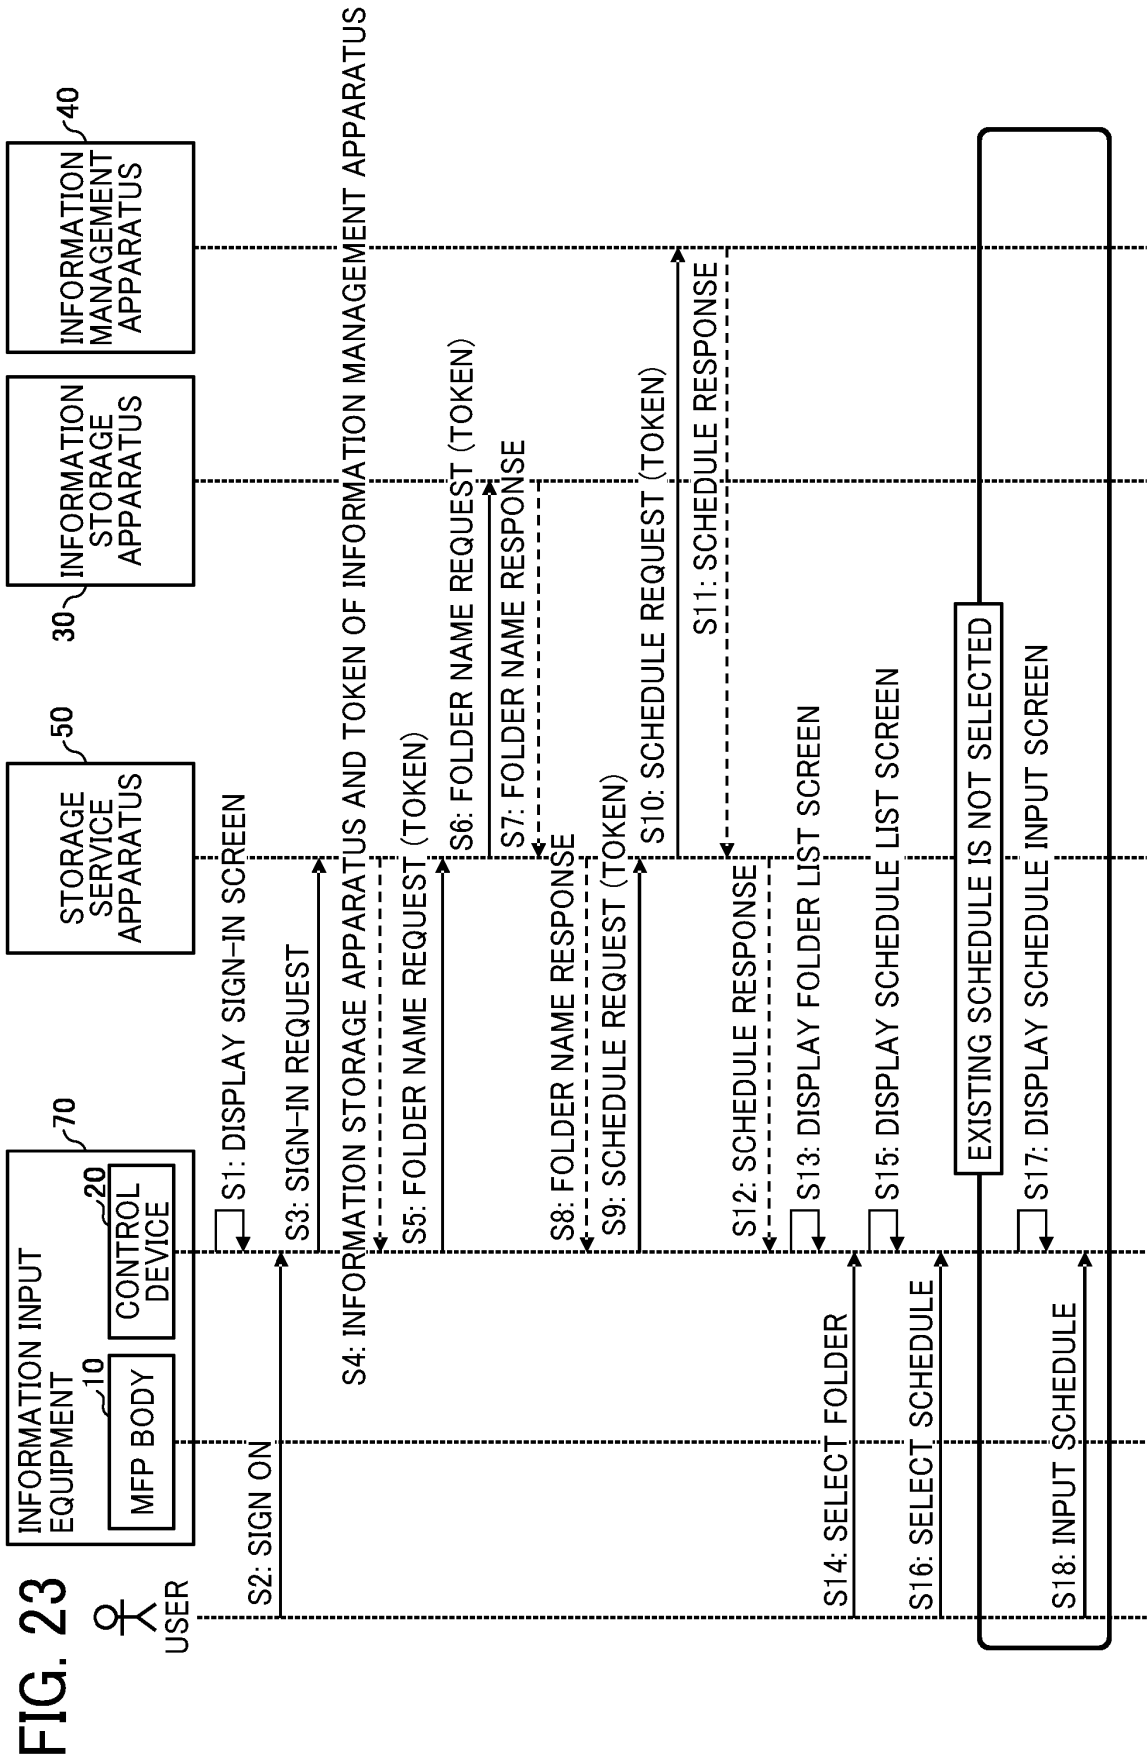 FIG. 23
USER
INFORMATION INPUT
EQUIPMENT
70
10
MFP BODY
20
CONTROL
DEVICE
50
STORAGE
SERVICE
APPARATUS
30
INFORMATION
STORAGE
APPARATUS
40
INFORMATION
MANAGEMENT
APPARATUS
S1: DISPLAY SIGN-IN SCREEN
S2: SIGN ON
S3: SIGN-IN REQUEST
S4: INFORMATION STORAGE APPARATUS AND TOKEN OF INFORMATION MANAGEMENT APPARATUS
S5: FOLDER NAME REQUEST (TOKEN)
S6: FOLDER NAME REQUEST (TOKEN)
S7: FOLDER NAME RESPONSE
S8: FOLDER NAME RESPONSE
S9: SCHEDULE REQUEST (TOKEN)
S10: SCHEDULE REQUEST (TOKEN)
S11: SCHEDULE RESPONSE
S12: SCHEDULE RESPONSE
S13: DISPLAY FOLDER LIST SCREEN
S14: SELECT FOLDER
S15: DISPLAY SCHEDULE LIST SCREEN
S16: SELECT SCHEDULE
EXISTING SCHEDULE IS NOT SELECTED
S17: DISPLAY SCHEDULE INPUT SCREEN
S18: INPUT SCHEDULE